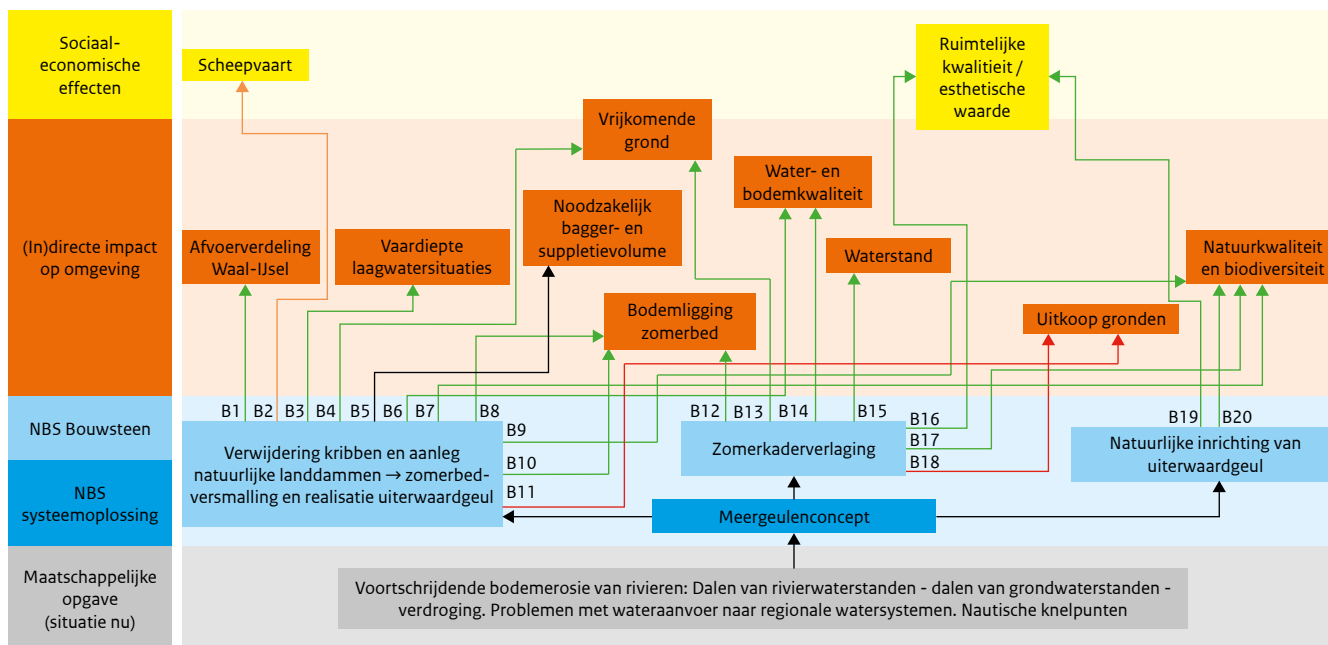 Sociaal-
economische
effecten
Scheepvaart
Ruimtelijke
kwalitieit /
esthetische
waarde
(In)directe impact
op omgeving
Vrijkomende
grond
Water- en
bodemkwaliteit
Noodzakelijk
bagger- en
suppletievolume
Afvoerverdeling
Waal-IJsel
Vaardiepte
laagwatersituaties
Waterstand
Natuurkwaliteit
en biodiversiteit
Bodemligging
zomerbed
Uitkoop gronden
NBS Bouwsteen
B1
B2
B3
B4
B5
B6
B7
B8
B9
B10
B11
Verwijdering kribben en aanleg
natuurlijke landdammen → zomerbed-
versmalling en realisatie uiterwaardgeul
B12
B13
B14
B15
B16
B17
B18
Zomerkaderverlaging
B19
B20
Natuurlijke inrichting van
uiterwaardgeul
NBS
systeemoplossing
Meergeulenconcept
Maatschappelijke
opgave
(situatie nu)
Voortschrijdende bodemerosie van rivieren: Dalen van rivierwaterstanden - dalen van grondwaterstanden -
verdroging. Problemen met wateraanvoer naar regionale watersystemen. Nautische knelpunten